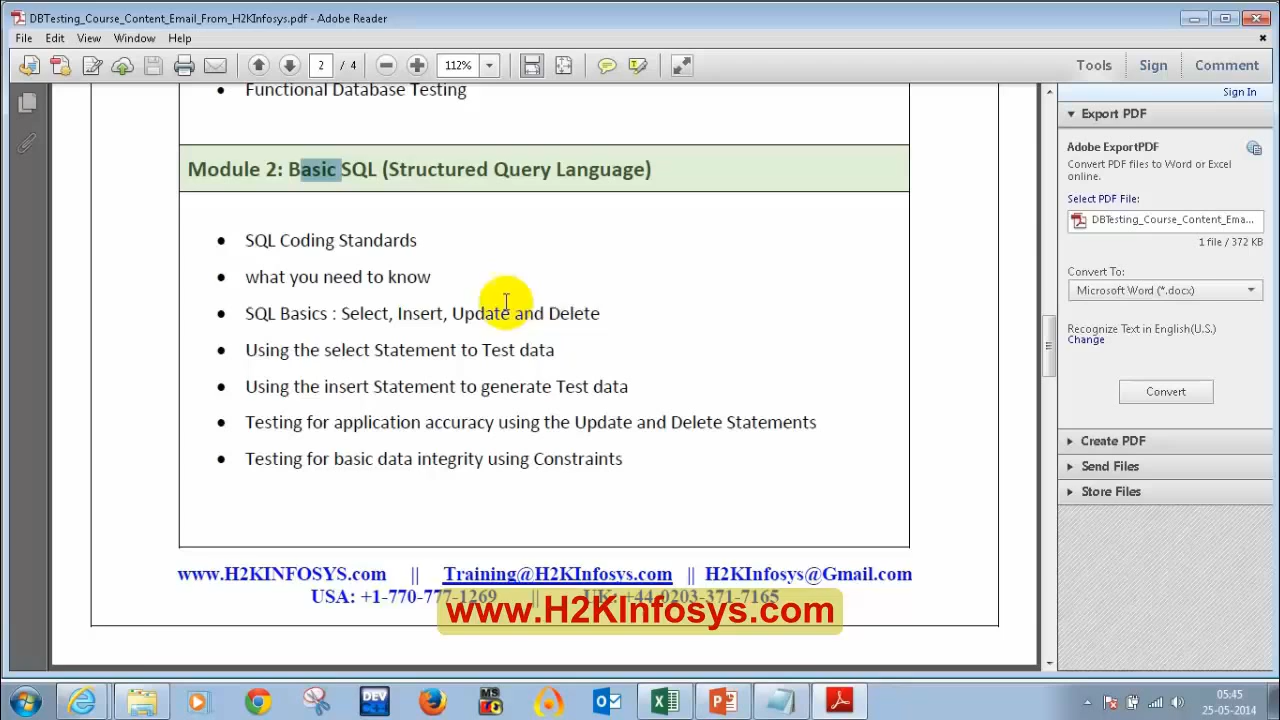 DBTesting_Course_Content_Email_From_H2KInfosys.pdf - Adobe Reader
File Edit View Window Help
2 / 4 112% Tools Sign Comment
Functional Database Testing
Module 2: Basic SQL (Structured Query Language)
• SQL Coding Standards
• what you need to know
• SQL Basics : Select, Insert, Update and Delete
• Using the select Statement to Test data
• Using the insert Statement to generate Test data
• Testing for application accuracy using the Update and Delete Statements
• Testing for basic data integrity using Constraints
www.H2KINFOSYS.com || Training@H2KInfosys.com || H2KInfosys@Gmail.com
USA: +1-770-777-1269 || UK: +44-0203-371-7165
www.H2KInfosys.com
Sign In
Export PDF
Adobe ExportPDF
Convert PDF files to Word or Excel
online.
Select PDF File:
DBTesting_Course_Content_Ema...
1 file / 372 KB
Convert To:
Microsoft Word (*.docx)
Recognize Text in English(U.S.)
Change
Convert
Create PDF
Send Files
Store Files
DEV
MS
05:45
25-05-2014